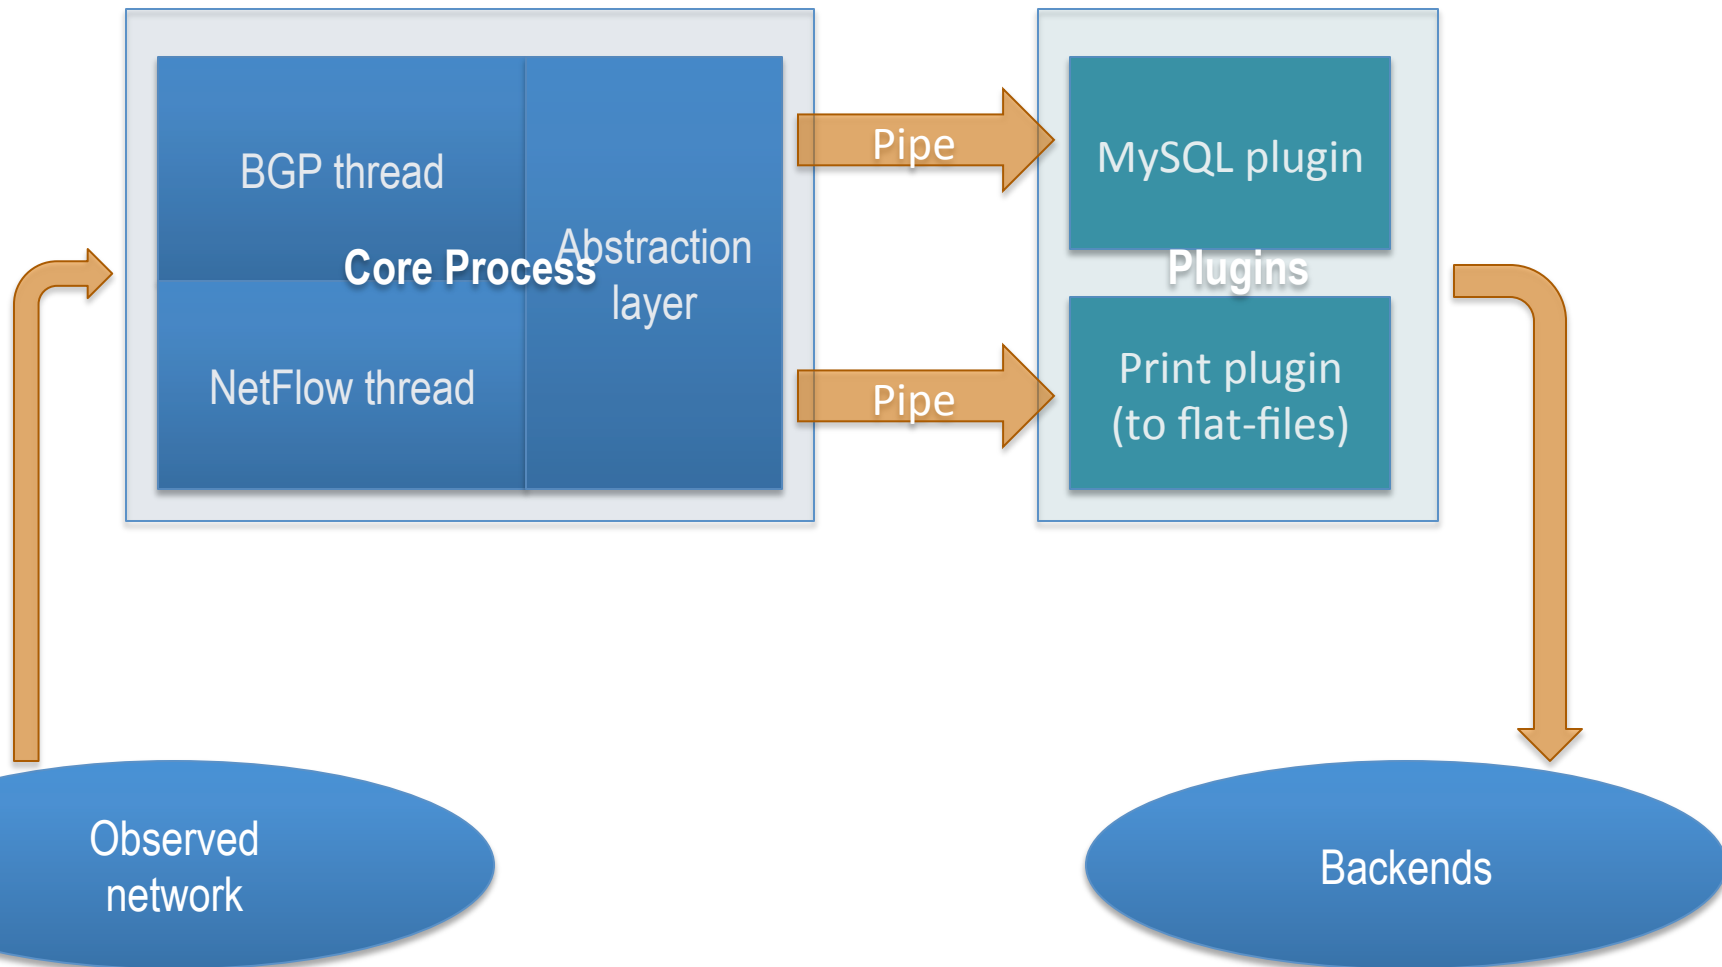 BGP thread
Core Process
NetFlow thread
Abstraction
layer
Pipe
Pipe
MySQL plugin
Plugins
Print plugin
(to flat-files)
Observed
network
Backends